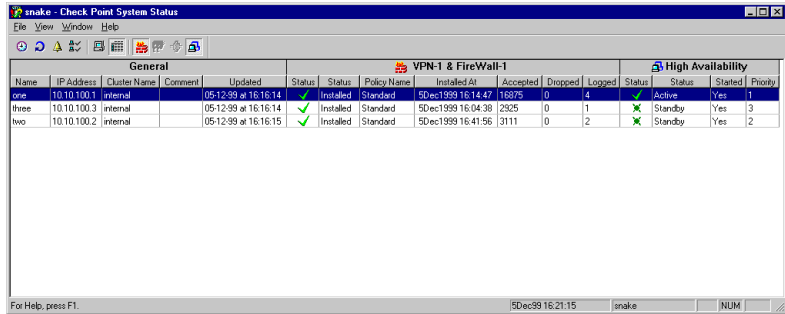 snake - Check Point System Status
File View Window Help
General VPN-1 & FireWall-1 High Availability
Name IP Address Cluster Name Comment Updated Status Status Policy Name Installed At Accepted Dropped Logged Status Status Started Priority
one 10.10.100.1 internal 05-12-99 at 16:16:14 Installed Standard 5Dec1999 16:14:47 16875 0 4 Active Yes 1
three 10.10.100.3 internal 05-12-99 at 16:16:14 Installed Standard 5Dec1999 16:04:38 2925 0 1 Standby Yes 3
two 10.10.100.2 internal 05-12-99 at 16:16:15 Installed Standard 5Dec1999 16:41:56 3111 0 2 Standby Yes 2
For Help, press F1. 5Dec99 16:21:15 snake NUM